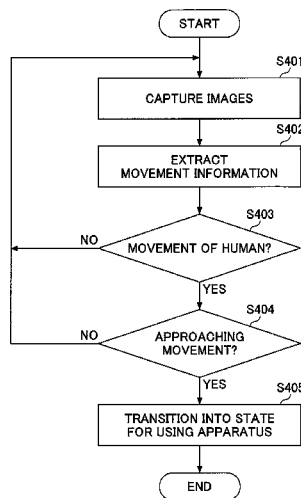 START
S401
CAPTURE IMAGES
S402
EXTRACT
MOVEMENT INFORMATION
S403
NO
MOVEMENT OF HUMAN?
YES
S404
NO
APPROACHING
MOVEMENT?
YES
S405
TRANSITION INTO STATE
FOR USING APPARATUS
END